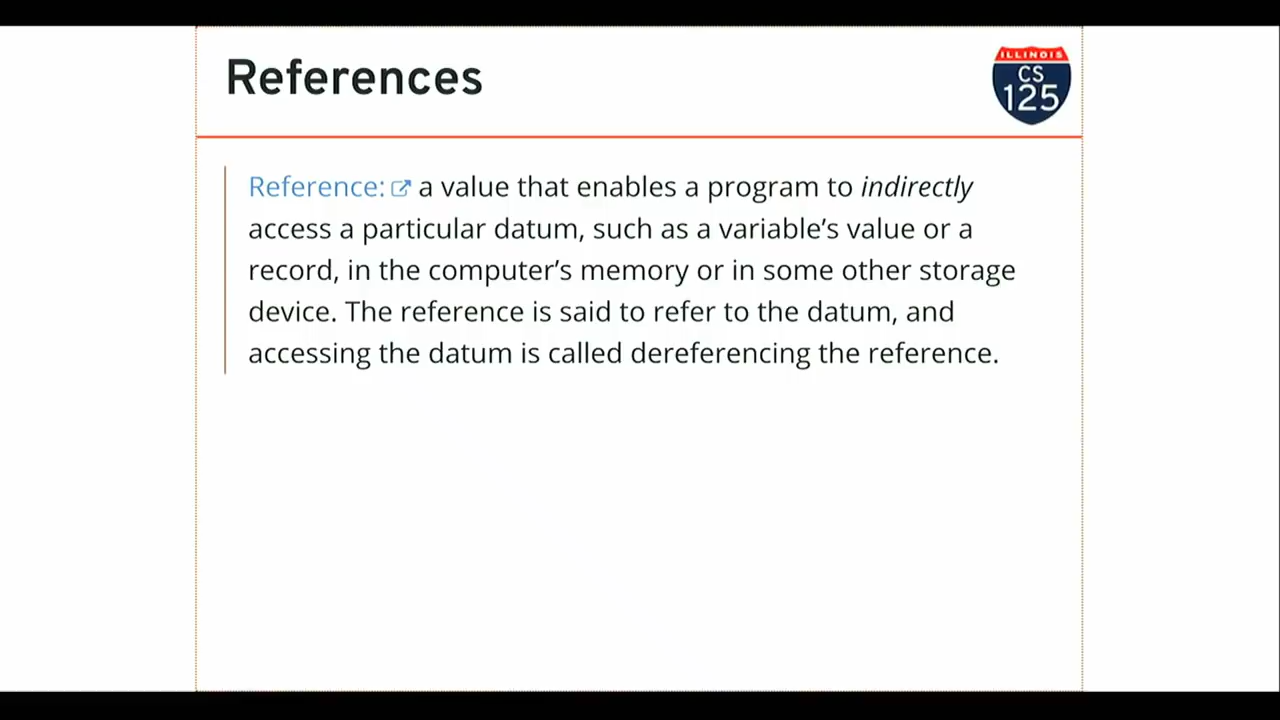 References
ILLINOIS
CS
125
Reference: a value that enables a program to indirectly
access a particular datum, such as a variable’s value or a
record, in the computer’s memory or in some other storage
device. The reference is said to refer to the datum, and
accessing the datum is called dereferencing the reference.